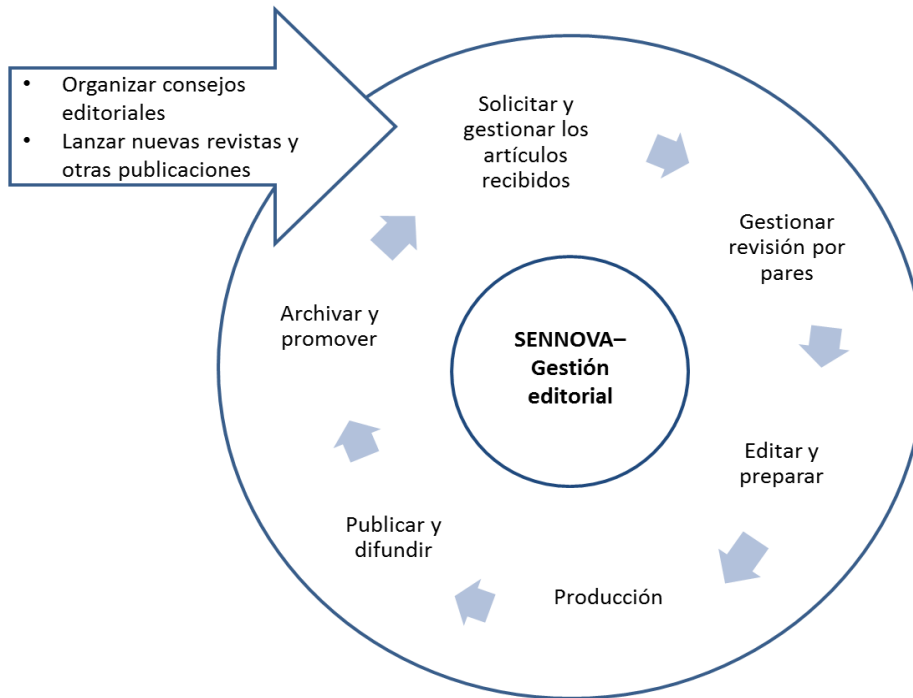 • Organizar consejos
editoriales
• Lanzar nuevas revistas y
otras publicaciones
Solicitar y
gestionar los
artículos
recibidos
Gestionar
revisión por
pares
Editar y
preparar
Producción
Publicar y
difundir
Archivar y
promover
SENNOVA–
Gestión
editorial